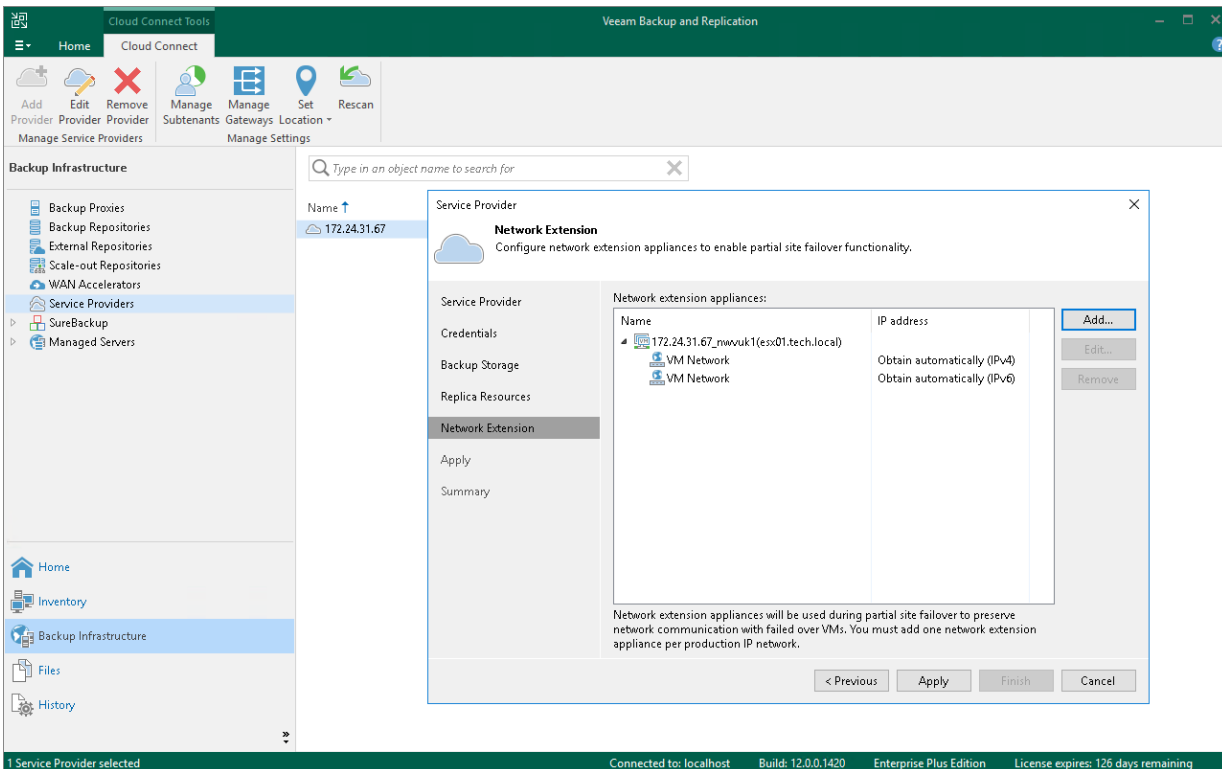 Cloud Connect Tools
Veeam Backup and Replication
Home
Cloud Connect
Add Provider
Edit Provider
Remove Provider
Manage Subtenants
Manage Gateways
Set Location
Rescan
Manage Service Providers
Manage Settings
Backup Infrastructure
Type in an object name to search for
Backup Proxies
Backup Repositories
External Repositories
Scale-out Repositories
WAN Accelerators
Service Providers
SureBackup
Managed Servers
Name
172.24.31.67
Service Provider
Network Extension
Configure network extension appliances to enable partial site failover functionality.
Service Provider
Credentials
Backup Storage
Replica Resources
Network Extension
Apply
Summary
Network extension appliances:
Name IP address
172.24.31.67_nwvuk1(esx01.tech.local)
VM Network Obtain automatically (IPv4)
VM Network Obtain automatically (IPv6)
Add...
Edit...
Remove
Network extension appliances will be used during partial site failover to preserve
network communication with failed over VMs. You must add one network extension
appliance per production IP network.
< Previous Apply Finish Cancel
Home
Inventory
Backup Infrastructure
Files
History
1 Service Provider selected
Connected to: localhost Build: 12.0.0.1420 Enterprise Plus Edition License expires: 126 days remaining